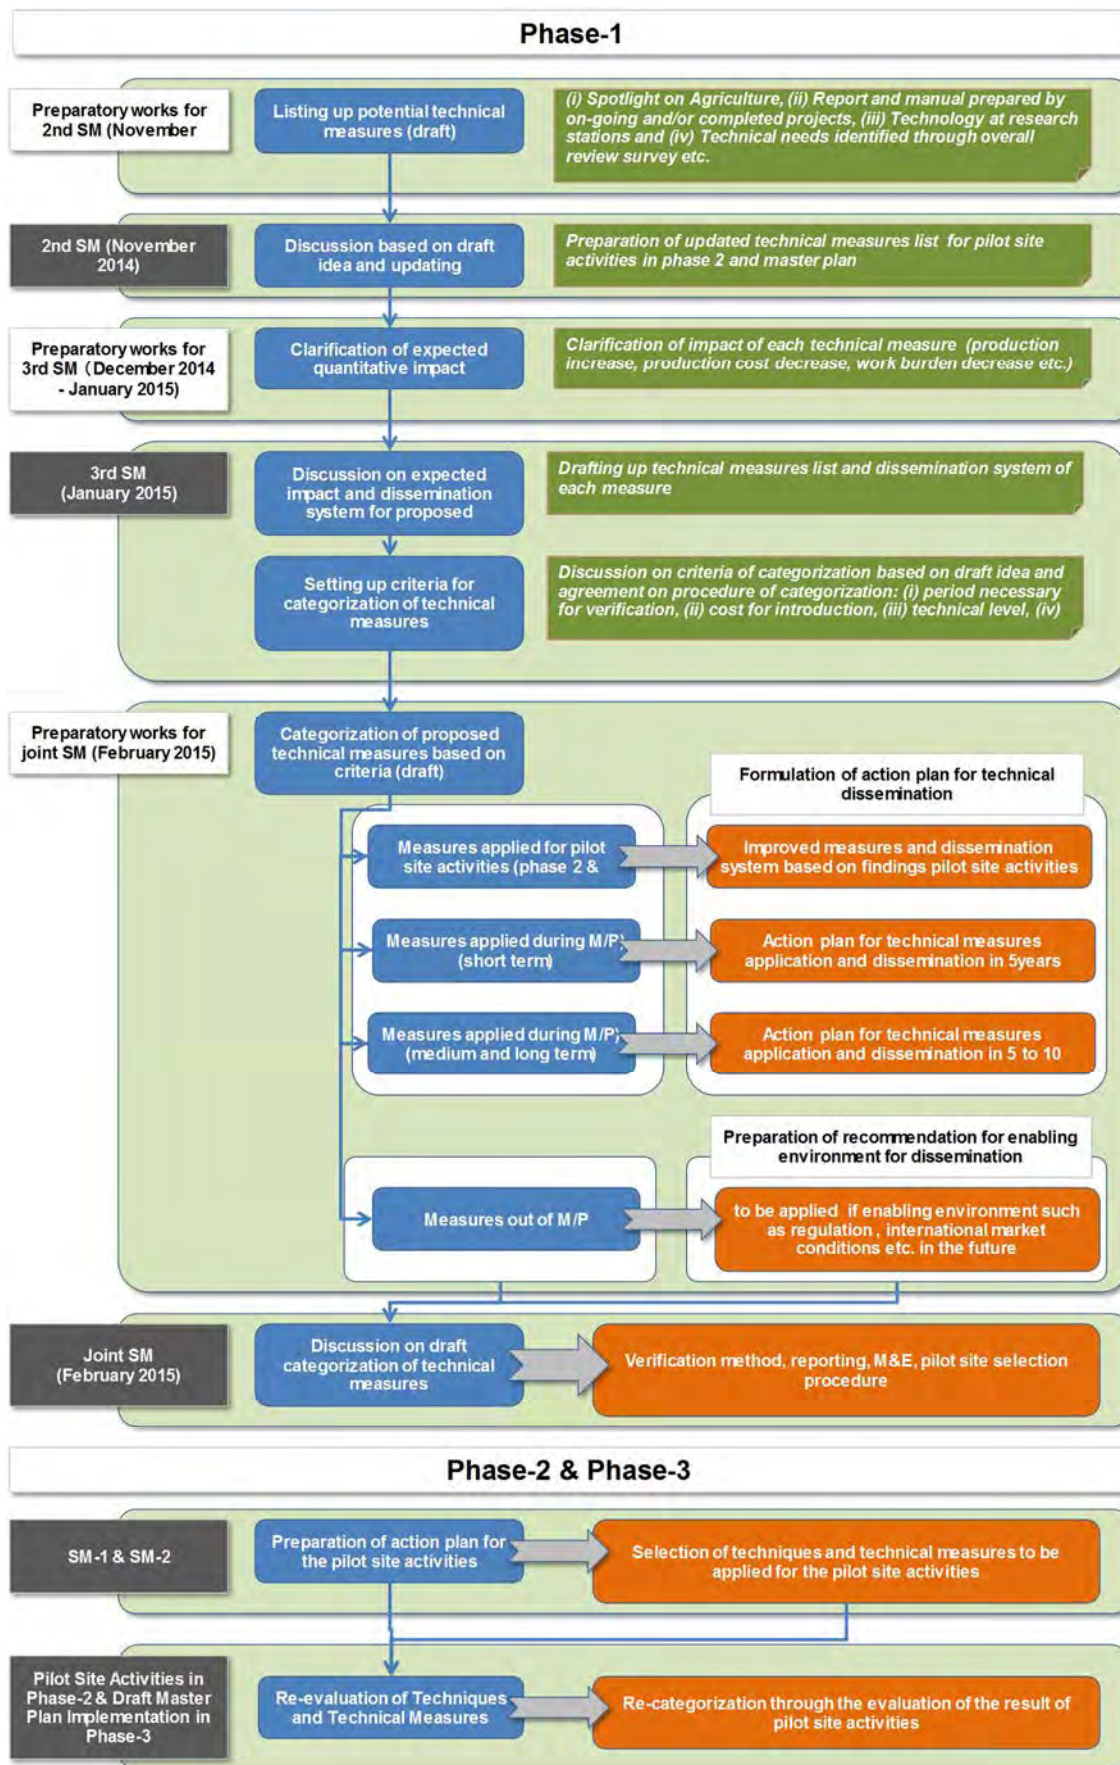 Phase-1
Preparatory works for
2nd SM (November
Listing up potential technical
measures (draft)
(i) Spotlight on Agriculture, (ii) Report and manual prepared by
on-going and/or completed projects, (iii) Technology at research
stations and (iv) Technical needs identified through overall
review survey etc.
2nd SM (November
2014)
Discussion based on draft
idea and updating
Preparation of updated technical measures list for pilot site
activities in phase 2 and master plan
Preparatory works for
3rd SM (December 2014
- January 2015)
Clarification of expected
quantitative impact
Clarification of impact of each technical measure (production
increase, production cost decrease, work burden decrease etc.)
3rd SM
(January 2015)
Discussion on expected
impact and dissemination
system for proposed
Drafting up technical measures list and dissemination system of
each measure
Setting up criteria for
categorization of technical
measures
Discussion on criteria of categorization based on draft idea and
agreement on procedure of categorization: (i) period necessary
for verification, (ii) cost for introduction, (iii) technical level, (iv)
Preparatory works for
joint SM (February 2015)
Categorization of proposed
technical measures based on
criteria (draft)
Formulation of action plan for technical
dissemination
Measures applied for pilot
site activities (phase 2 &
Improved measures and dissemination
system based on findings pilot site activities
Measures applied during M/P)
(short term)
Action plan for technical measures
application and dissemination in 5years
Measures applied during M/P)
(medium and long term)
Action plan for technical measures
application and dissemination in 5 to 10
Preparation of recommendation for enabling
environment for dissemination
Measures out of M/P
to be applied if enabling environment such
as regulation , international market
conditions etc. in the future
Joint SM
(February 2015)
Discussion on draft
categorization of technical
measures
Verification method, reporting, M&E, pilot site selection
procedure
Phase-2 & Phase-3
SM-1 & SM-2
Preparation of action plan for
the pilot site activities
Selection of techniques and technical measures to be
applied for the pilot site activities
Pilot Site Activities in
Phase-2 & Draft Master
Plan Implementation in
Phase-3
Re-evaluation of Techniques
and Technical Measures
Re-categorization through the evaluation of the result of
pilot site activities